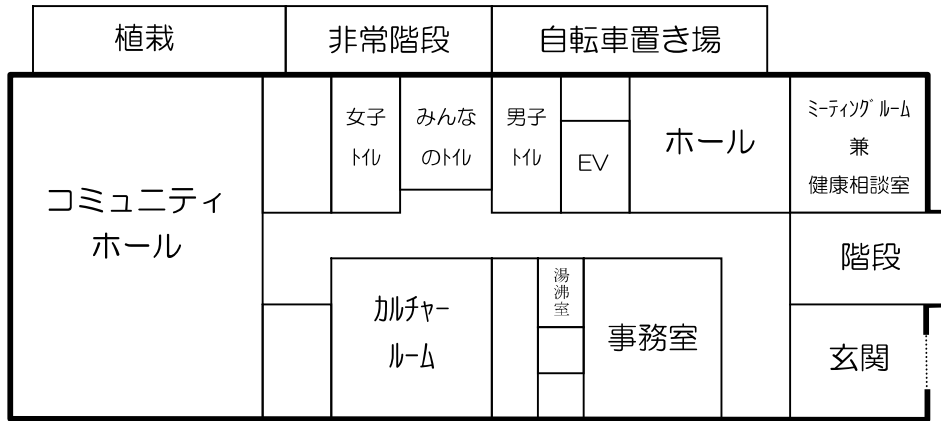 植栽
非常階段
自転車置き場
女子
ﾄｲﾚ
みんな
のﾄｲﾚ
男子
ﾄｲﾚ
EV
ホール
ﾐｰﾃｨﾝｸﾞﾙｰﾑ
兼
健康相談室
コミュニティ
ホール
階段
ｶﾙﾁｬｰ
ﾙｰﾑ
湯沸室
事務室
玄関